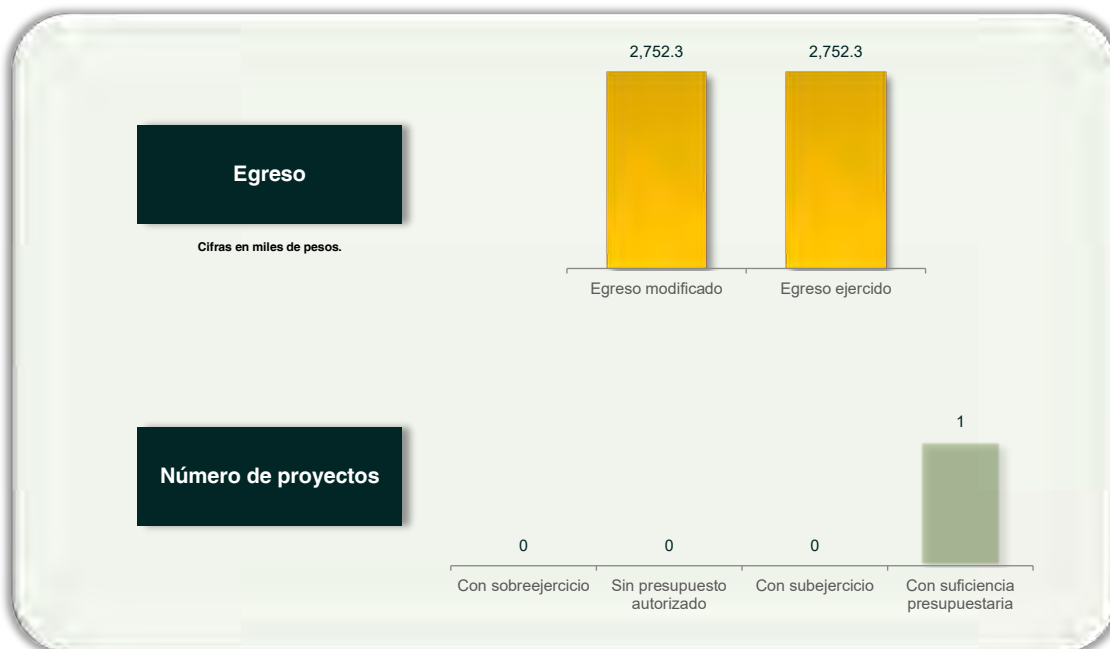 2,752.3 2,752.3
Egreso
Cifras en miles de pesos.
Egreso modificado Egreso ejercido
1
Número de proyectos
0 0 0
Con sobreejercicio Sin presupuesto autorizado Con subejercicio Con suficiencia presupuestaria